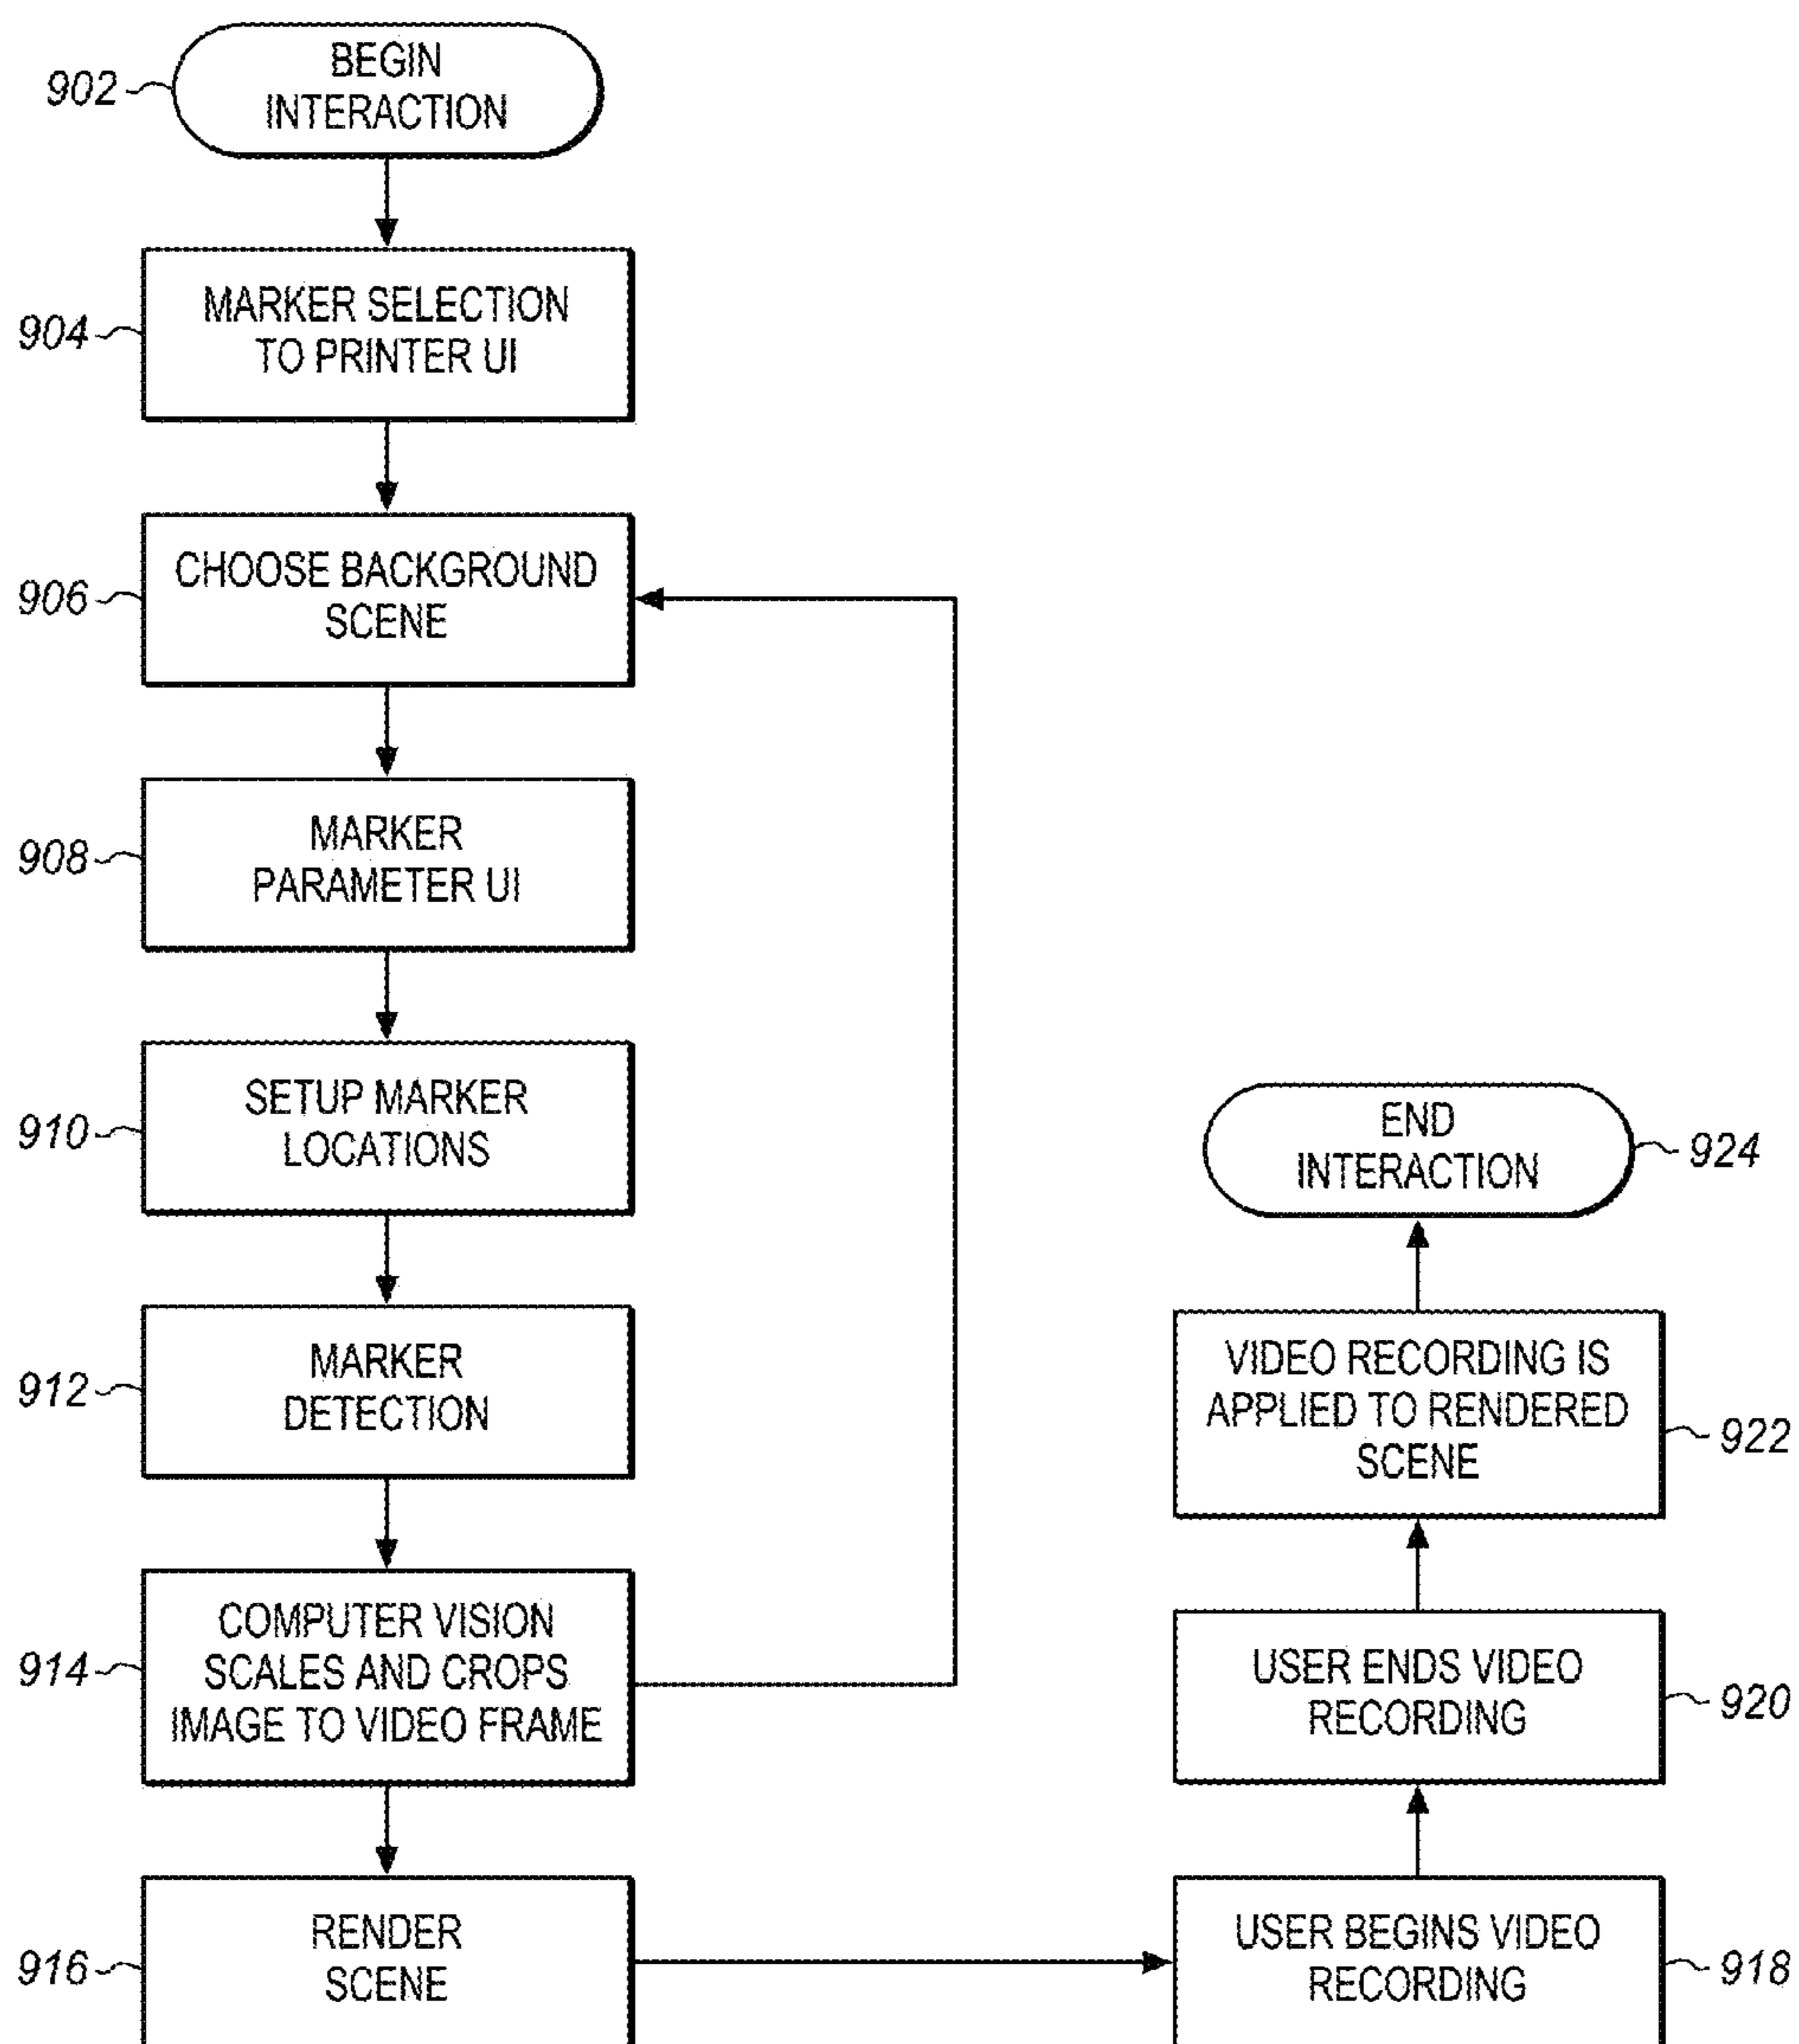 902
BEGIN
INTERACTION
904
MARKER SELECTION
TO PRINTER UI
906
CHOOSE BACKGROUND
SCENE
908
MARKER
PARAMETER UI
910
SETUP MARKER
LOCATIONS
912
MARKER
DETECTION
914
COMPUTER VISION
SCALES AND CROPS
IMAGE TO VIDEO FRAME
916
RENDER
SCENE
USER BEGINS VIDEO
RECORDING
918
USER ENDS VIDEO
RECORDING
920
VIDEO RECORDING IS
APPLIED TO RENDERED
SCENE
922
END
INTERACTION
924